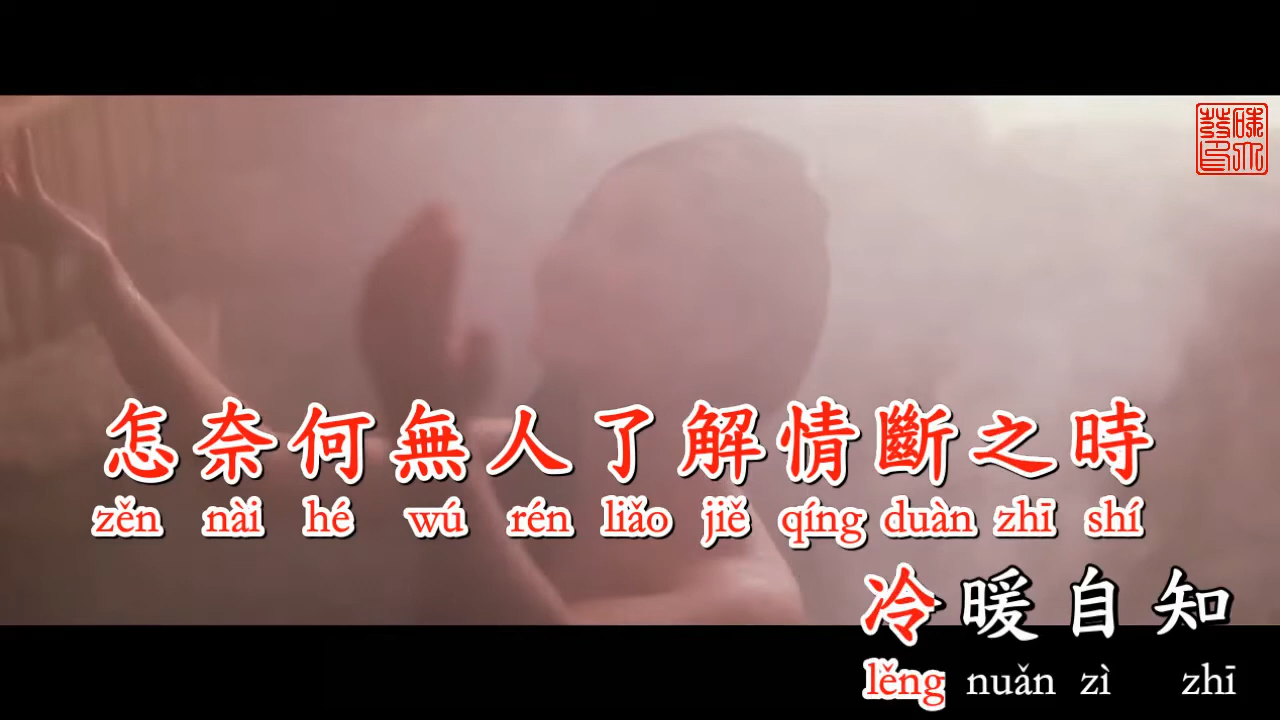 怎奈何無人了解情斷之時
zěn nài hé wú rén liǎo jiě qíng duàn zhī shí
冷暖自知
lěng nuǎn zì zhī